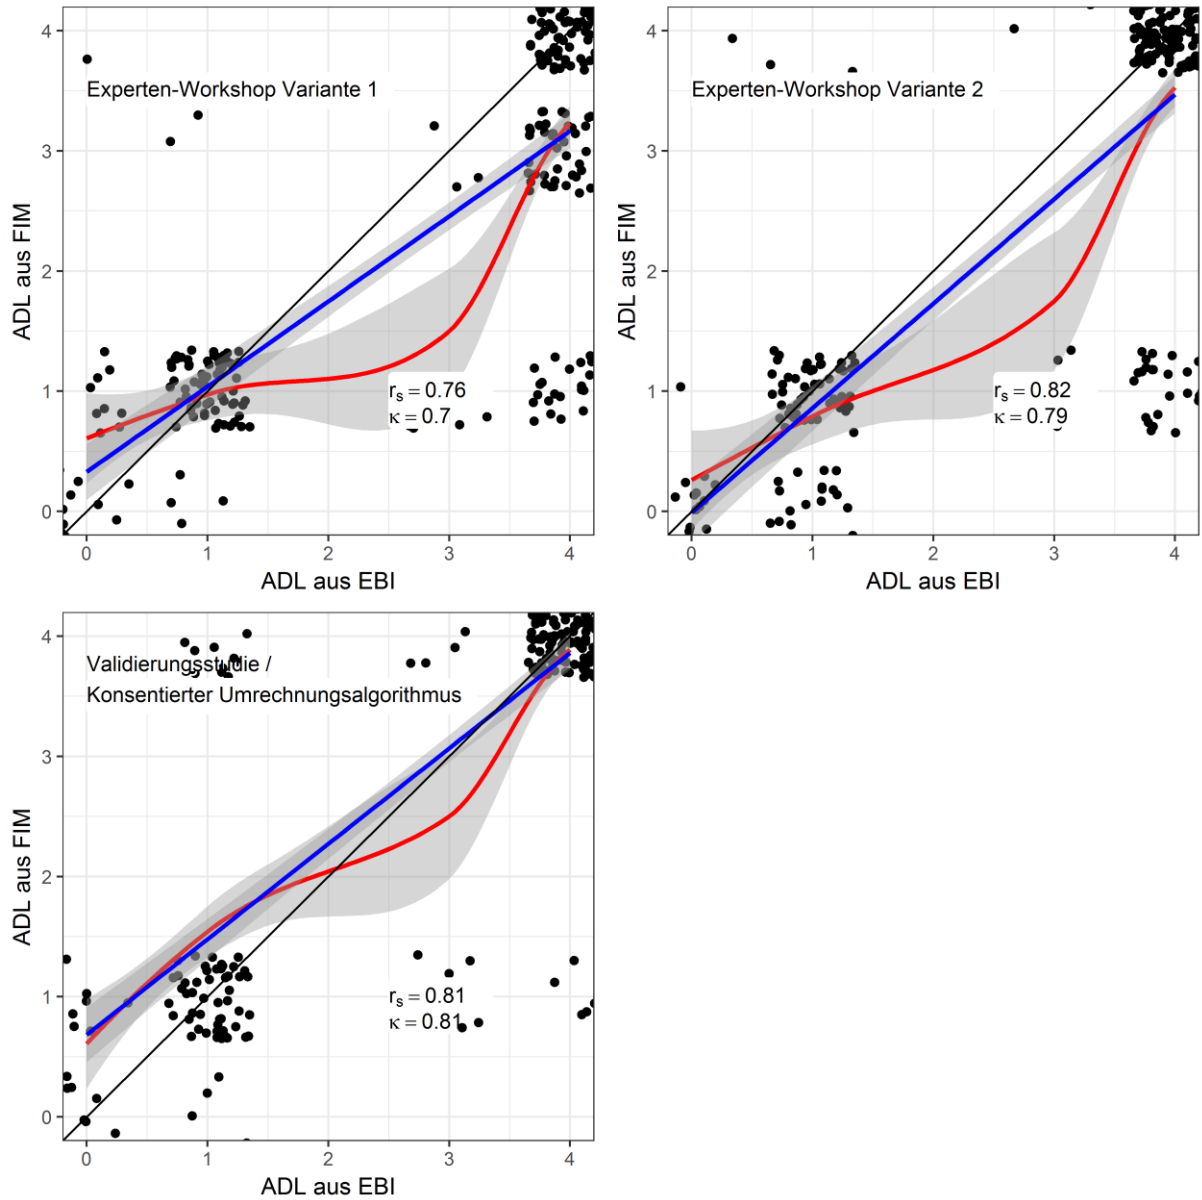 4
3
2
1
0
ADL aus FIM
Experten-Workshop Variante 1
rs = 0.76
κ = 0.7
0 1 2 3 4
ADL aus EBI
4
3
2
1
0
ADL aus FIM
Experten-Workshop Variante 2
rs = 0.82
κ = 0.79
0 1 2 3 4
ADL aus EBI
4
3
2
1
0
ADL aus FIM
Validierungsstudie /
Konsentierter Umrechnungsalgorithmus
rs = 0.81
κ = 0.81
0 1 2 3 4
ADL aus EBI